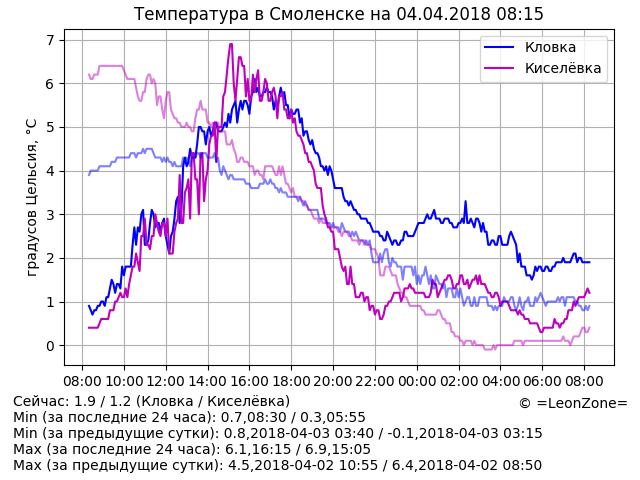 Температура в Смоленске на 04.04.2018 08:15
градусов Цельсия, °C
7
6
5
4
3
2
1
0
Кловка
Киселёвка
08:00 10:00 12:00 14:00 16:00 18:00 20:00 22:00 00:00 02:00 04:00 06:00 08:00
Сейчас: 1.9 / 1.2 (Кловка / Киселёвка)
© =LeonZone=
Min (за последние 24 часа): 0.7,08:30 / 0.3,05:55
Min (за предыдущие сутки): 0.8,2018-04-03 03:40 / -0.1,2018-04-03 03:15
Max (за последние 24 часа): 6.1,16:15 / 6.9,15:05
Max (за предыдущие сутки): 4.5,2018-04-02 10:55 / 6.4,2018-04-02 08:50